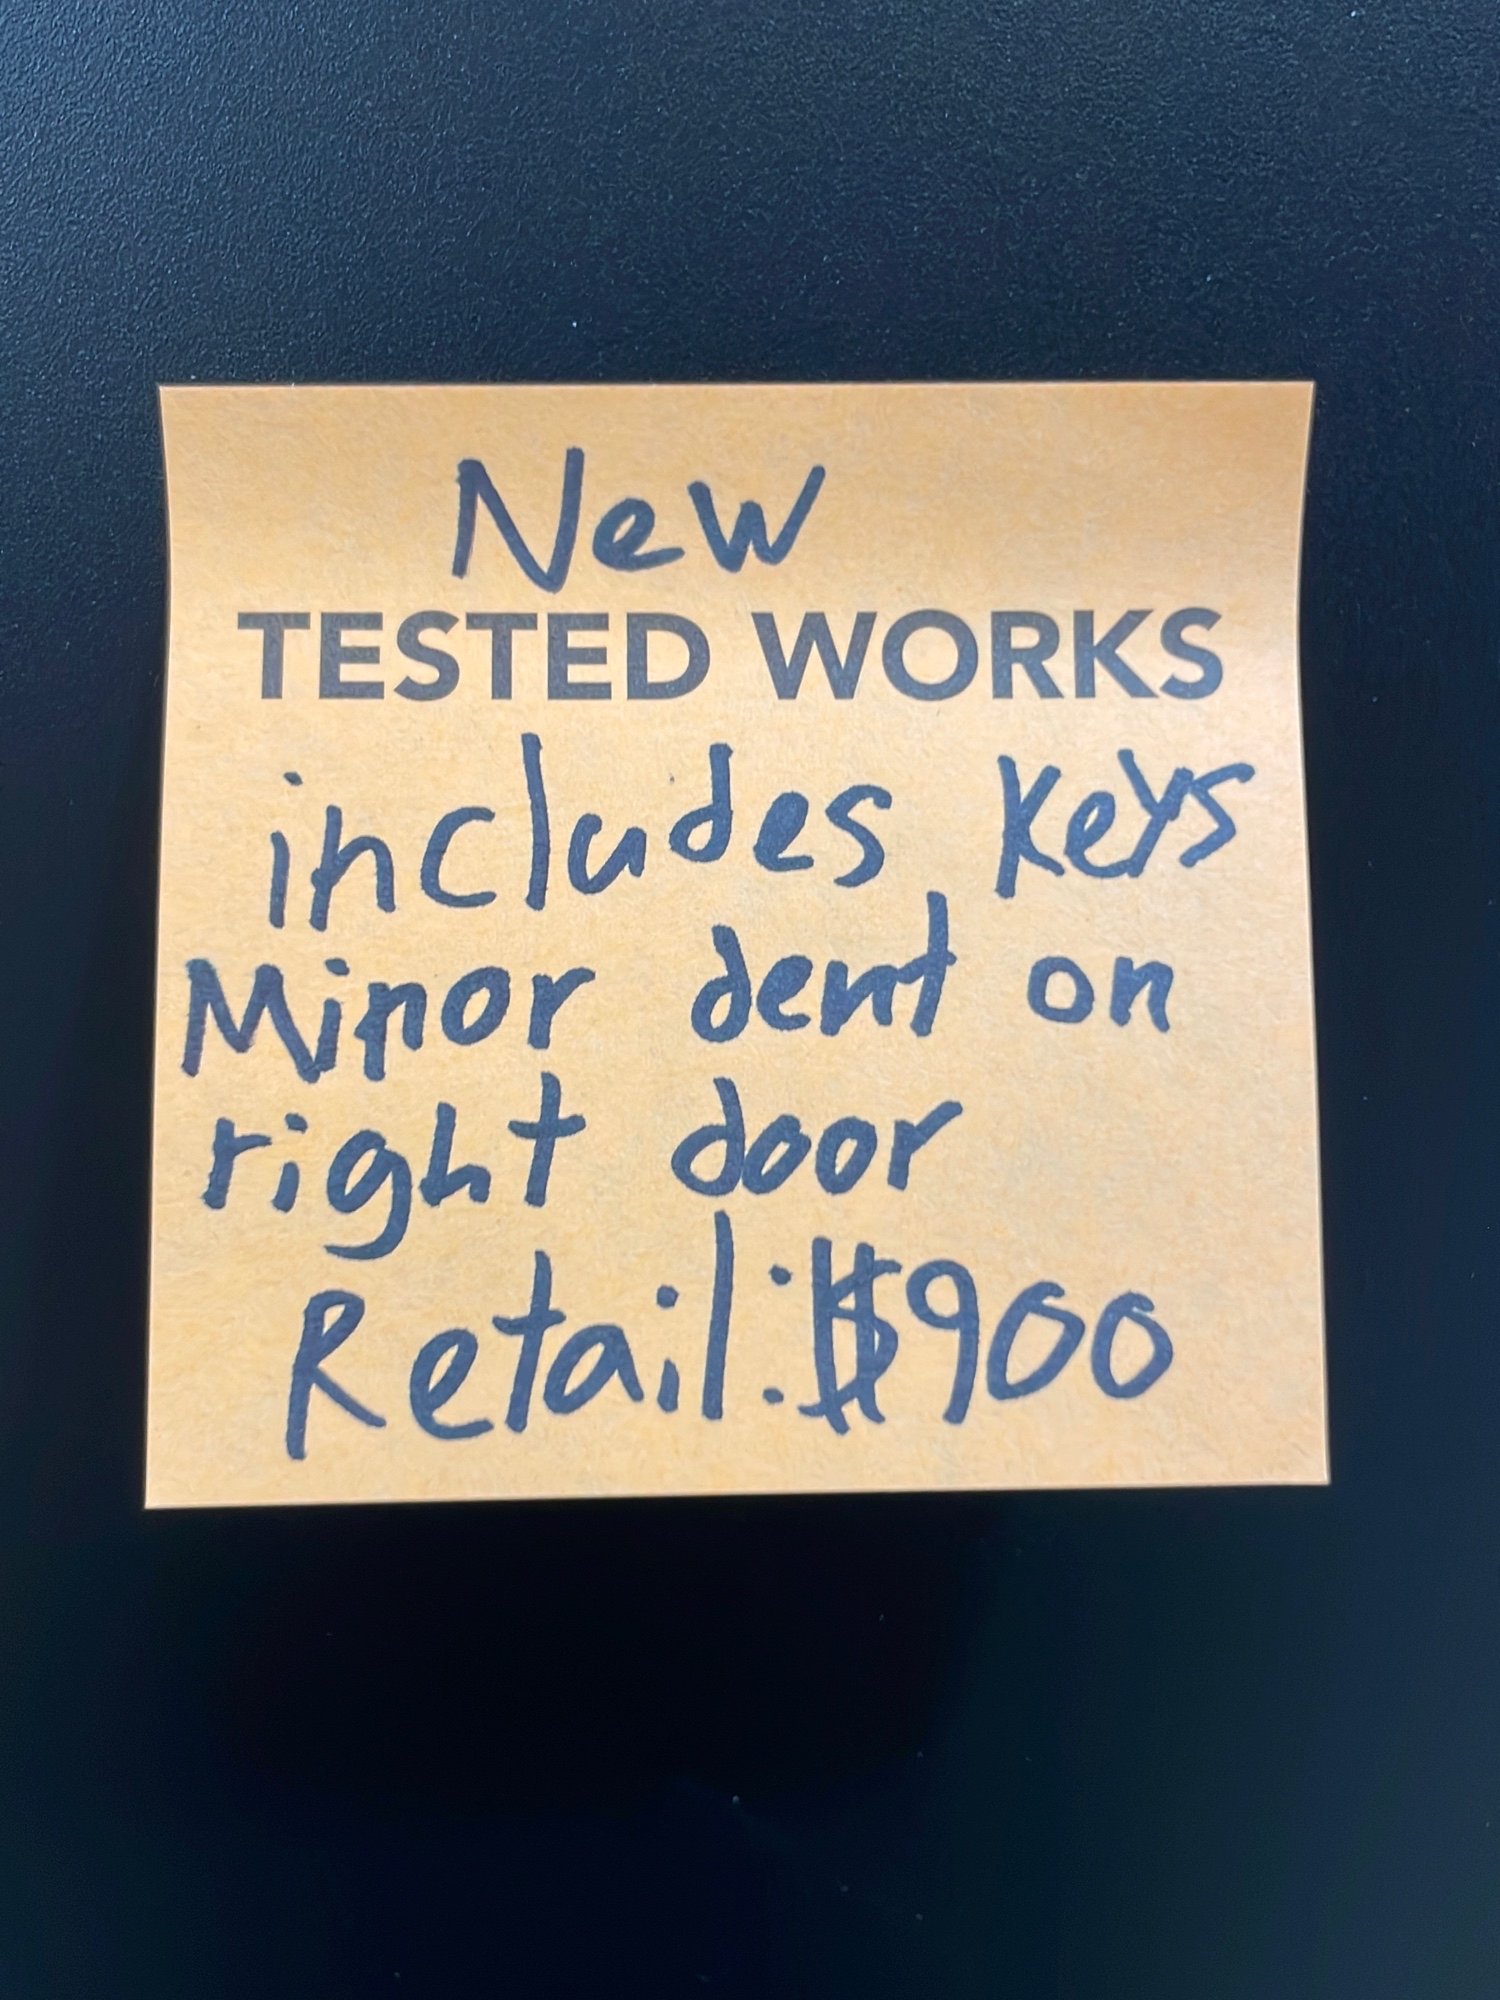 New
TESTED WORKS
includes keys
Minor dent on
right door
Retail: $900